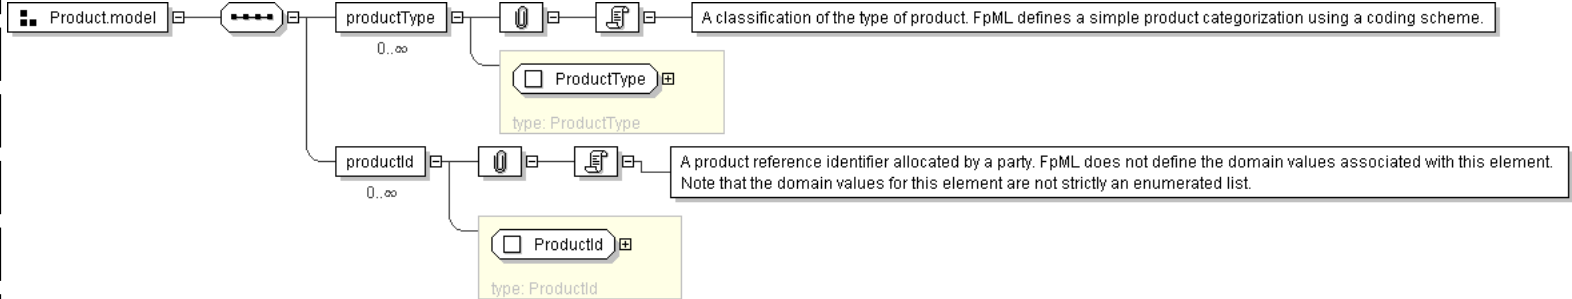 Product.model
productType
A classification of the type of product. FpML defines a simple product categorization using a coding scheme.
0..∞
ProductType
type: ProductType
productId
A product reference identifier allocated by a party. FpML does not define the domain values associated with this element.
Note that the domain values for this element are not strictly an enumerated list.
0..∞
ProductId
type: ProductId